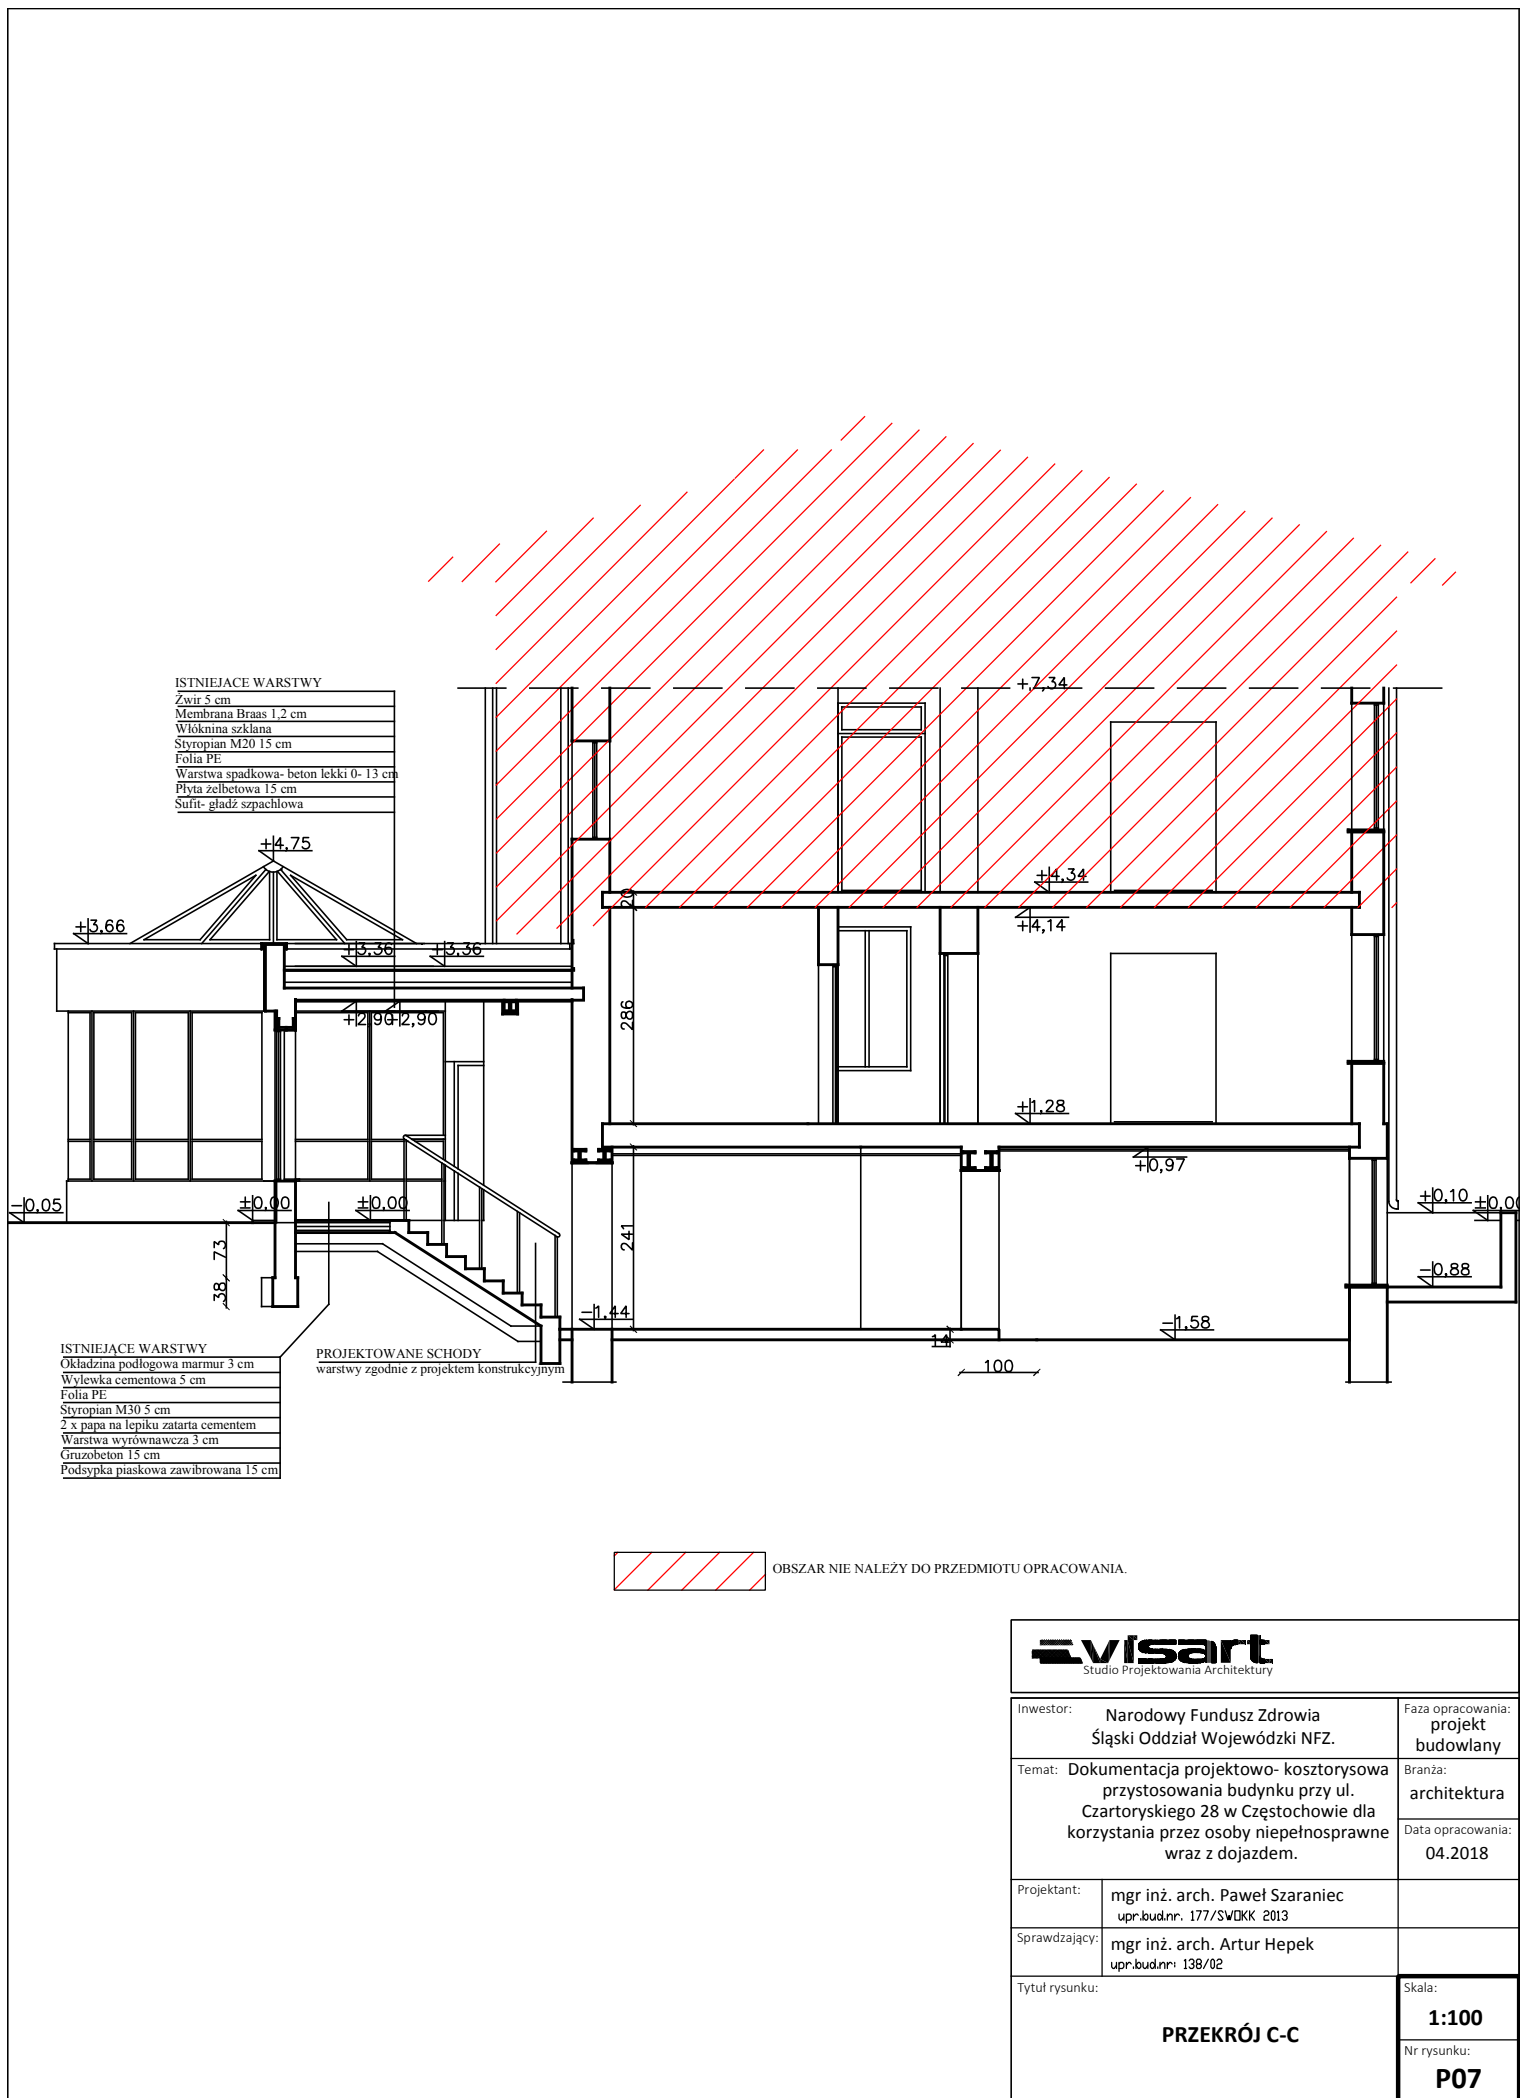 +7,34
ISTNIEJACE WARSTWY
Żwir 5 cm
Membrana Braas 1,2 cm
Włóknina szklana
Styropian M20 15 cm
Folia PE
Warstwa spadkowa- beton lekki 0- 13 cm
Płyta żelbetowa 15 cm
Sufit- gładź szpachlowa
+4,75
+4,34
20
+3,66
+4,14
+3,36
+3,36
286
+2,90
+2,90
+1,28
+0,97
-0,05
±0,00
±0,00
+0,10
±0,00
73
241
-0,88
38
-1,44
-1,58
14
100
ISTNIEJĄCE WARSTWY
Okładzina podłogowa marmur 3 cm
Wylewka cementowa 5 cm
Folia PE
Styropian M30 5 cm
2 x papa na lepiku zatarta cementem
Warstwa wyrównawcza 3 cm
Gruzobeton 15 cm
Podsypka piaskowa zawibrowana 15 cm
PROJEKTOWANE SCHODY
warstwy zgodnie z projektem konstrukcyjnym
OBSZAR NIE NALEŻY DO PRZEDMIOTU OPRACOWANIA.
visart
Studio Projektowania Architektury
Inwestor:
Narodowy Fundusz Zdrowia
Śląski Oddział Wojewódzki NFZ.
Faza opracowania:
projekt
budowlany
Temat:
Dokumentacja projektowo- kosztorysowa
przystosowania budynku przy ul.
Czartoryskiego 28 w Częstochowie dla
korzystania przez osoby niepełnosprawne
wraz z dojazdem.
Branża:
architektura
Data opracowania:
04.2018
Projektant:
mgr inż. arch. Paweł Szaraniec
upr.bud.nr. 177/SWOKK 2013
Sprawdzający:
mgr inż. arch. Artur Hepek
upr.bud.nr: 138/02
Tytuł rysunku:
PRZEKRÓJ C-C
Skala:
1:100
Nr rysunku:
P07